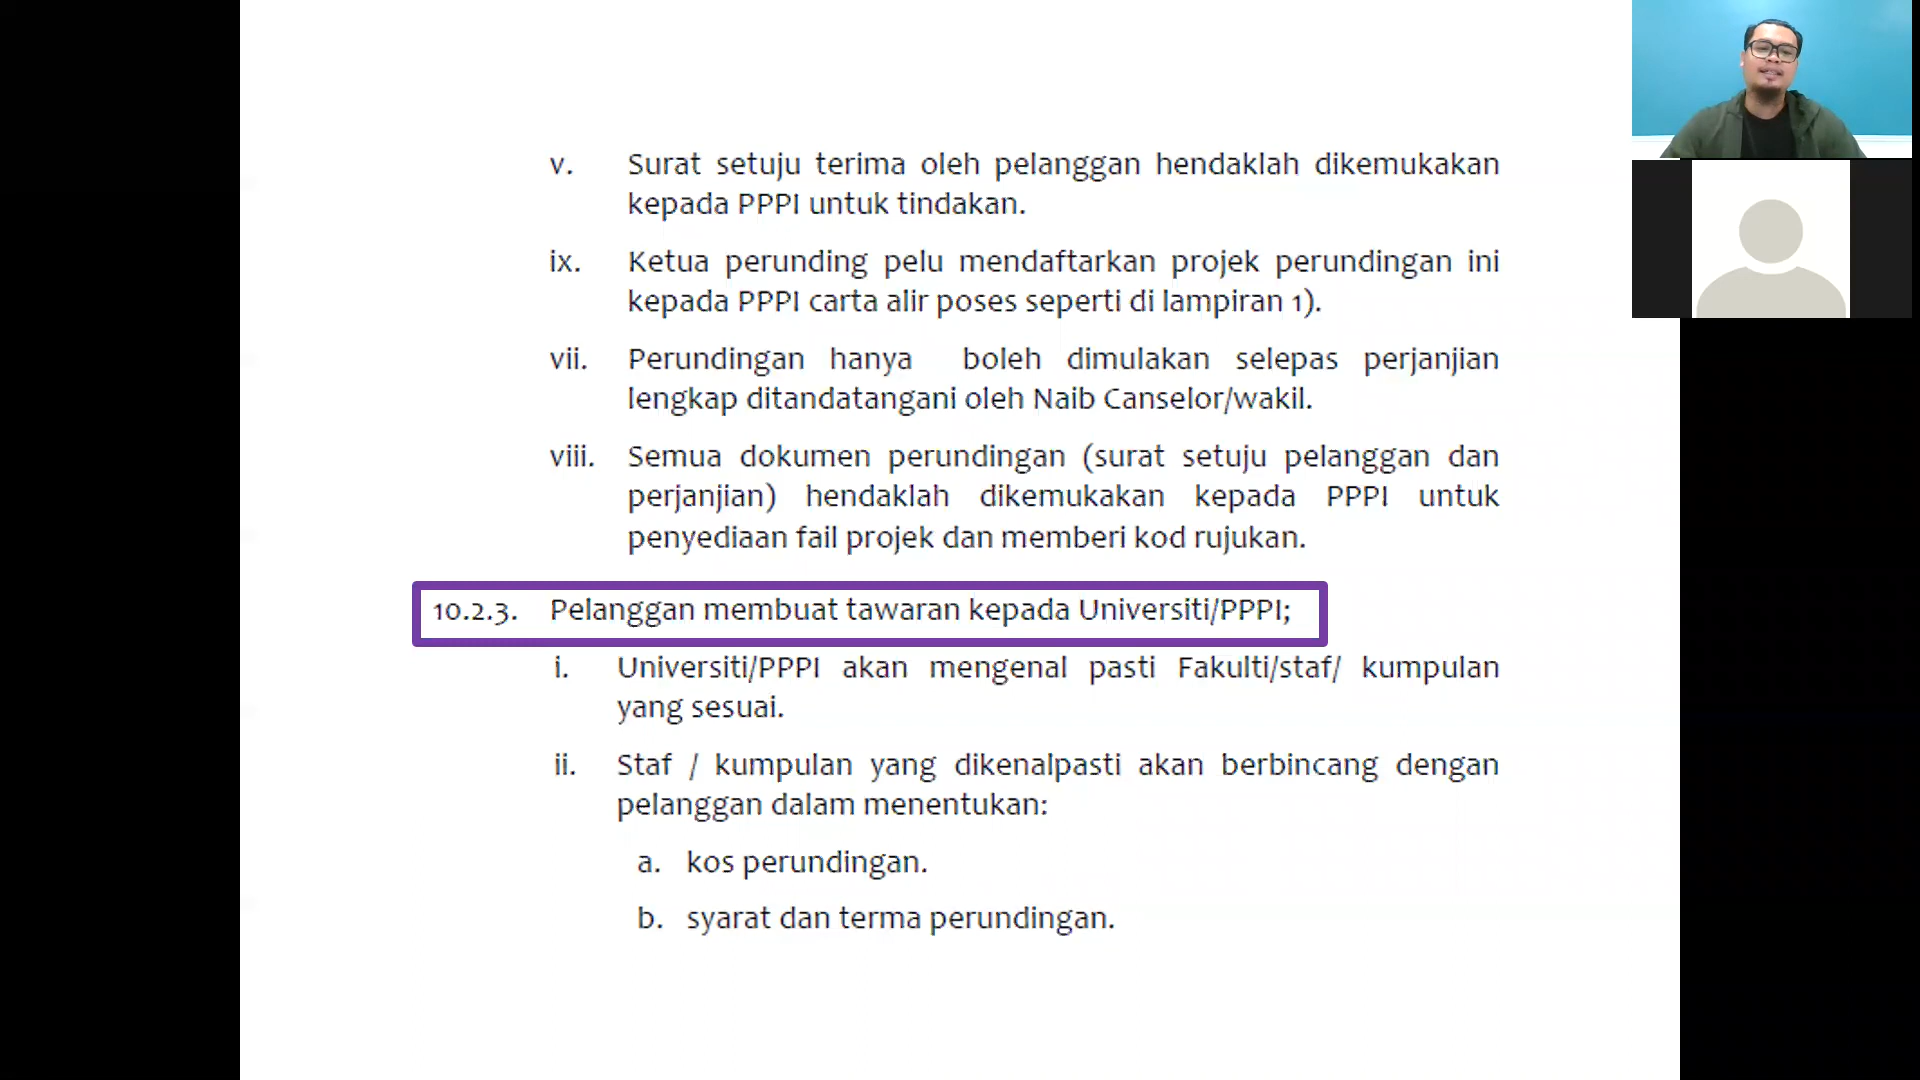 v. Surat setuju terima oleh pelanggan hendaklah dikemukakan
kepada PPPI untuk tindakan.
ix. Ketua perunding pelu mendaftarkan projek perundingan ini
kepada PPPI carta alir poses seperti di lampiran 1).
vii. Perundingan hanya boleh dimulakan selepas perjanjian
lengkap ditandatangani oleh Naib Canselor/wakil.
viii. Semua dokumen perundingan (surat setuju pelanggan dan
perjanjian) hendaklah dikemukakan kepada PPPI untuk
penyediaan fail projek dan memberi kod rujukan.
10.2.3. Pelanggan membuat tawaran kepada Universiti/PPPI;
i. Universiti/PPPI akan mengenal pasti Fakulti/staf/ kumpulan
yang sesuai.
ii. Staf / kumpulan yang dikenalpasti akan berbincang dengan
pelanggan dalam menentukan:
a. kos perundingan.
b. syarat dan terma perundingan.